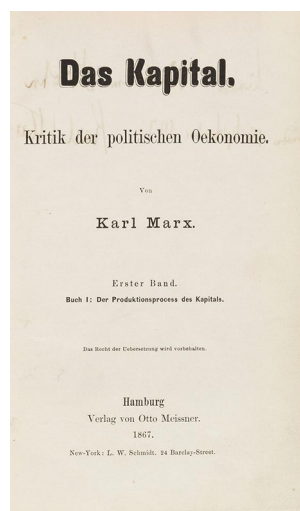 Das Kapital.
Kritik der politischen Oekonomie.
Von
Karl Marx.
Erster Band.
Buch I: Der Produktionsprocess des Kapitals.
Das Recht der Uebersetzung wird vorbehalten.
Hamburg
Verlag von Otto Meissner.
1867.
New-York: L. W. Schmidt. 24 Barclay-Street.